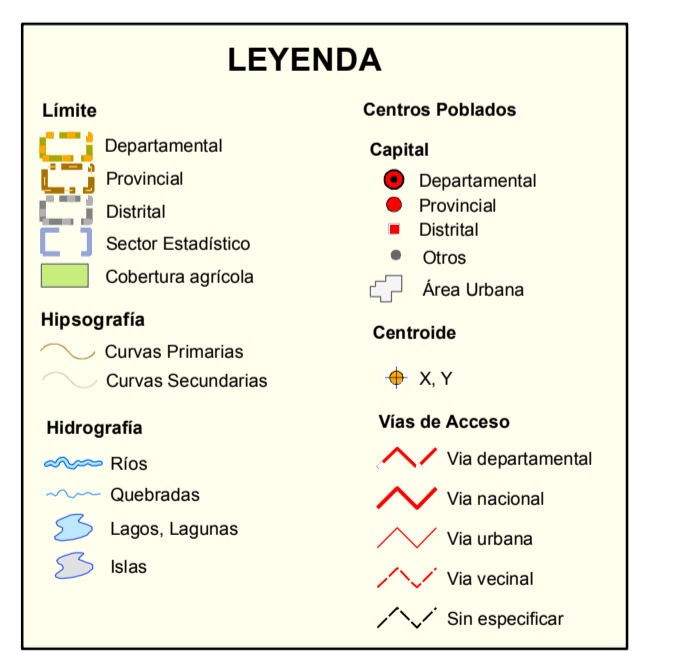 LEYENDA
Límite
Departamental
Provincial
Distrital
Sector Estadístico
Cobertura agrícola
Hipsografía
Curvas Primarias
Curvas Secundarias
Hidrografía
Ríos
Quebradas
Lagos, Lagunas
Islas
Centros Poblados
Capital
Departamental
Provincial
Distrital
Otros
Área Urbana
Centroide
X, Y
Vías de Acceso
Via departamental
Via nacional
Via urbana
Via vecinal
Sin especificar